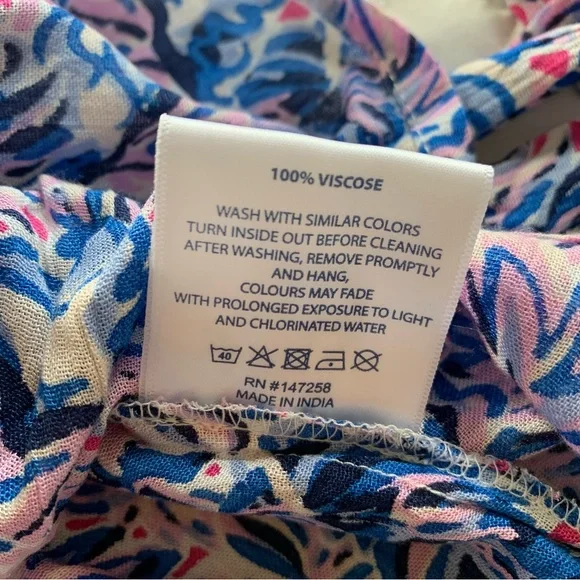 100% VISCOSE
WASH WITH SIMILAR COLORS
TURN INSIDE OUT BEFORE CLEANING
AFTER WASHING, REMOVE PROMPTLY
AND HANG,
COLOURS MAY FADE
WITH PROLONGED EXPOSURE TO LIGHT
AND CHLORINATED WATER
40
RN #147258
MADE IN INDIA